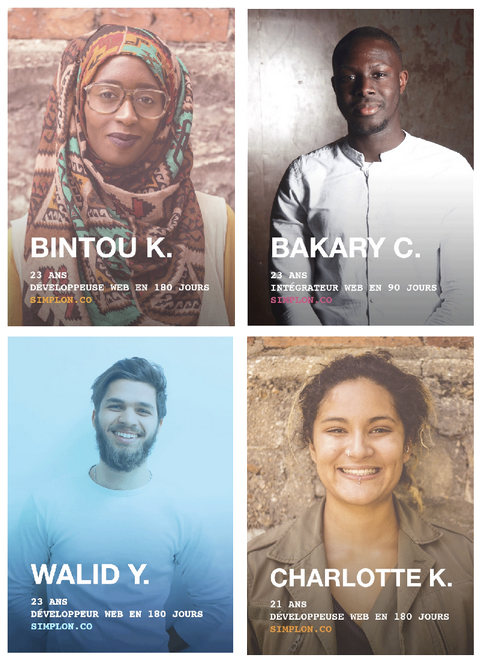 BINTOU K.
23 ANS
DÉVELOPPEUSE WEB EN 180 JOURS
SIMPLON.CO
BAKARY C.
23 ANS
INTÉGRATEUR WEB EN 90 JOURS
SIMPLON.CO
WALID Y.
23 ANS
DÉVELOPPEUR WEB EN 180 JOURS
SIMPLON.CO
CHARLOTTE K.
21 ANS
DÉVELOPPEUSE WEB EN 180 JOURS
SIMPLON.CO